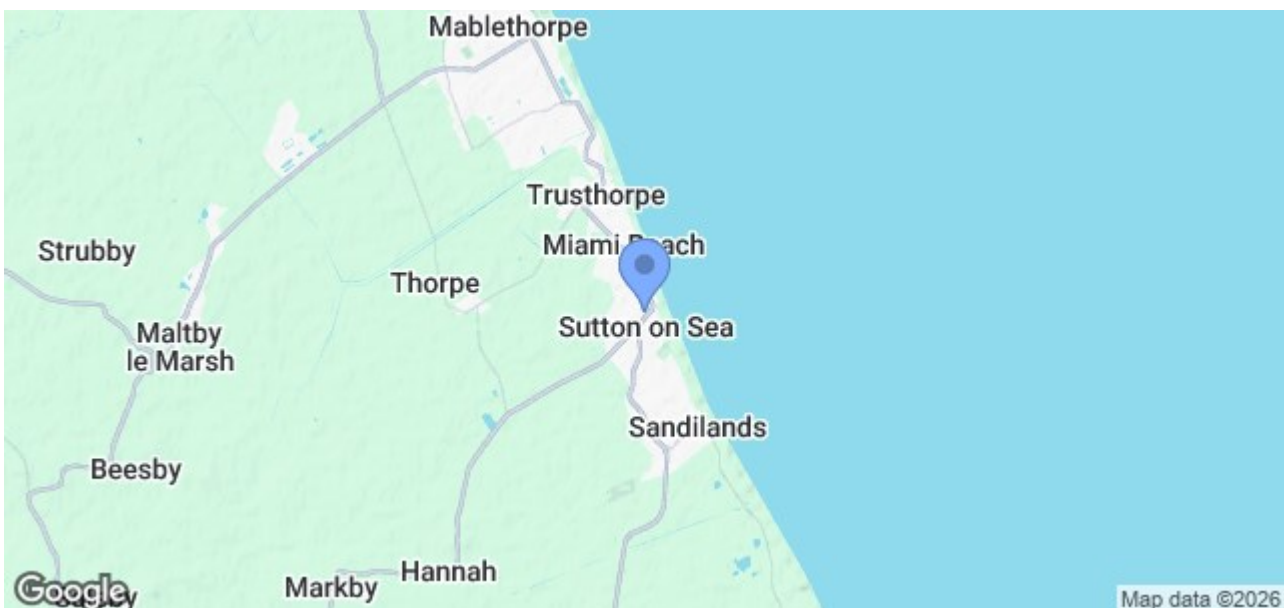 Mablethorpe
Trusthorpe
Miami Beach
Strubby
Thorpe
Sutton on Sea
Maltby
le Marsh
Sandilands
Beesby
Hannah
Markby
Google
Map data ©2026